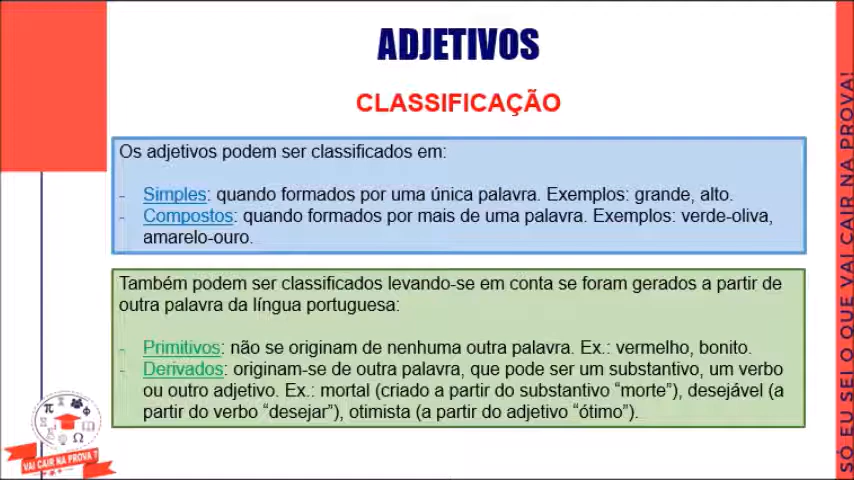 ADJETIVOS
CLASSIFICAÇÃO
Os adjetivos podem ser classificados em:
- Simples: quando formados por uma única palavra. Exemplos: grande, alto.
- Compostos: quando formados por mais de uma palavra. Exemplos: verde-oliva,
amarelo-ouro.
Também podem ser classificados levando-se em conta se foram gerados a partir de
outra palavra da língua portuguesa:
- Primitivos: não se originam de nenhuma outra palavra. Ex.: vermelho, bonito.
- Derivados: originam-se de outra palavra, que pode ser um substantivo, um verbo
ou outro adjetivo. Ex.: mortal (criado a partir do substantivo “morte”), desejável (a
partir do verbo “desejar”), otimista (a partir do adjetivo “ótimo”).
π
Ω
VAI CAIR NA PROVA?
SÓ EU SEI O QUE VAI CAIR NA PROVA!